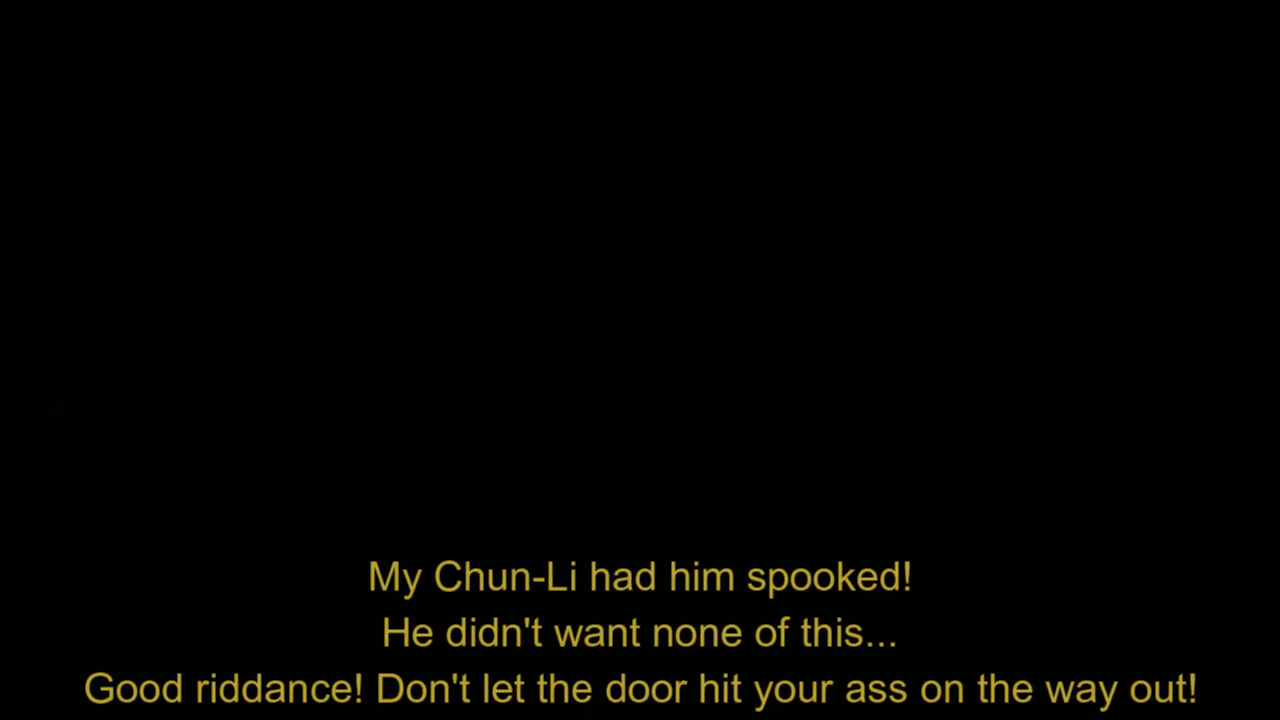 My Chun-Li had him spooked!
He didn't want none of this...
Good riddance! Don't let the door hit your ass on the way out!